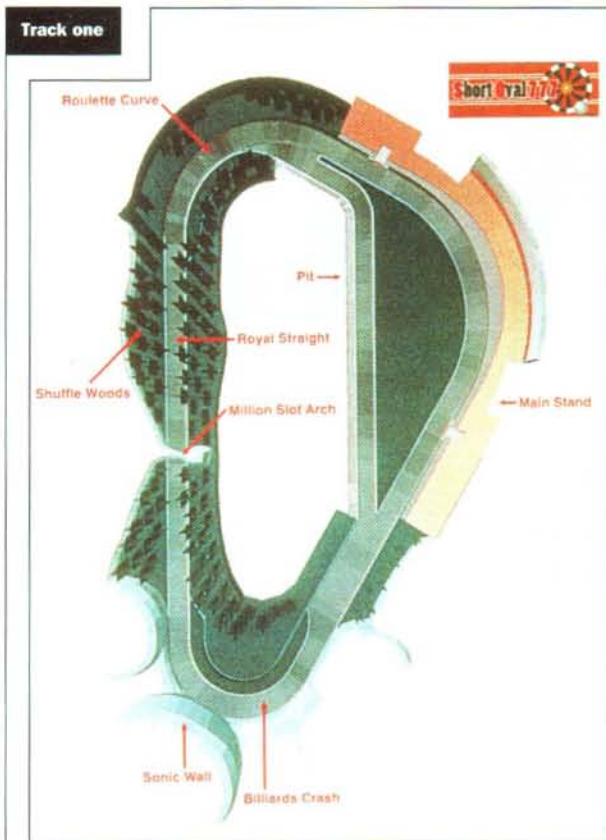 Track one
Short Oval 777
Roulette Curve
Pit
Royal Straight
Shuffle Woods
Million Slot Arch
Main Stand
Sonic Wall
Billiards Crash